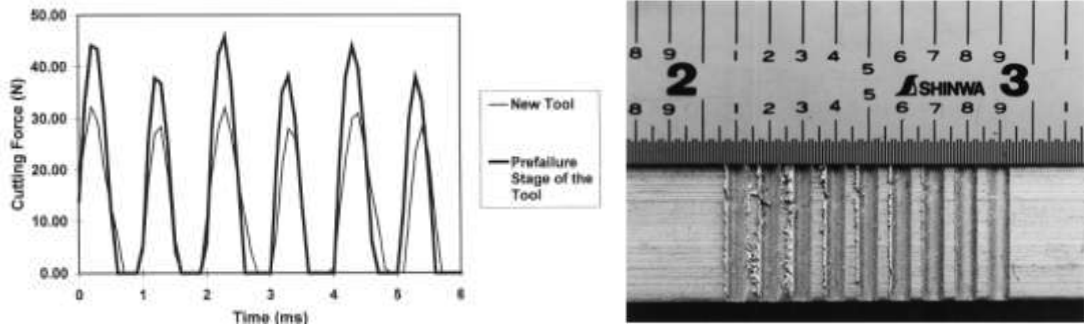 50.00
40.00
30.00
20.00
10.00
0.00
Cutting Force (N)
0 1 2 3 4 5 6
Time (ms)
New Tool
Prefailure
Stage of the
Tool
8 9 1 2 3 4 5 6 7 8 9 1
2 SHINWA 3
8 9 1 2 3 4 5 6 7 8 9 1